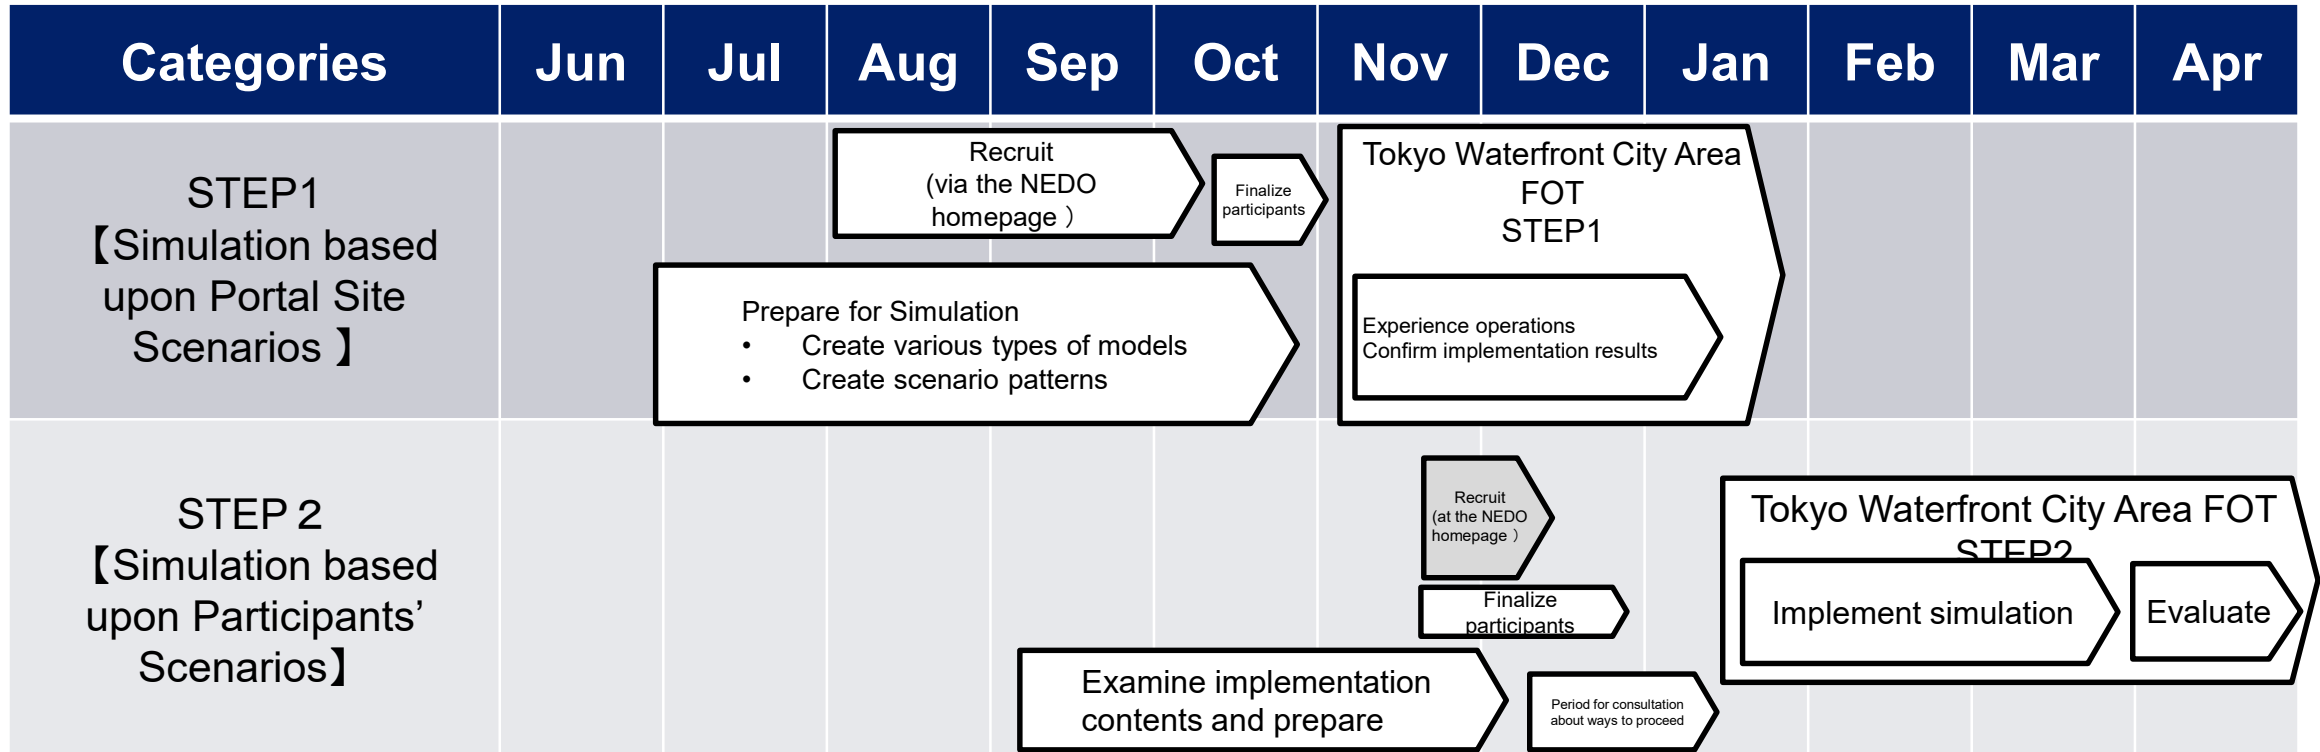 Categories
Jun
Jul
Aug
Sep
Oct
Nov
Dec
Jan
Feb
Mar
Apr
STEP1
【Simulation based
upon Portal Site
Scenarios 】
Recruit
(via the NEDO
homepage ）
Finalize
participants
Prepare for Simulation
• Create various types of models
• Create scenario patterns
Tokyo Waterfront City Area
FOT
STEP1
Experience operations
Confirm implementation results
STEP２
【Simulation based
upon Participants’
Scenarios】
Recruit
(at the NEDO
homepage ）
Finalize
participants
Examine implementation
contents and prepare
Period for consultation
about ways to proceed
Tokyo Waterfront City Area FOT
STEP2
Implement simulation
Evaluate